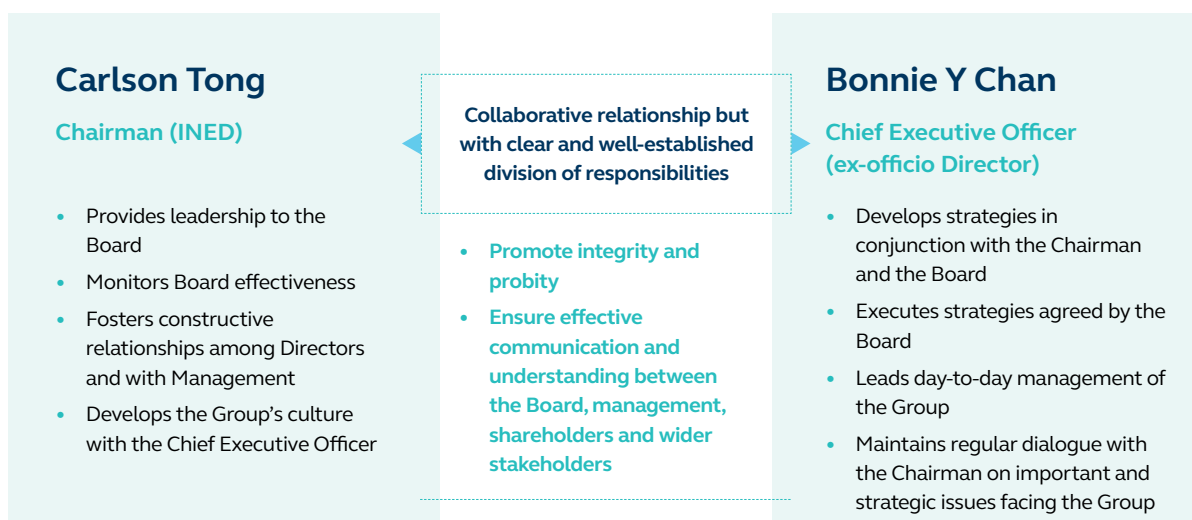 Carlson Tong
Chairman (INED)
• Provides leadership to the
Board
• Monitors Board effectiveness
• Fosters constructive
relationships among Directors
and with Management
• Develops the Group’s culture
with the Chief Executive Officer
Collaborative relationship but
with clear and well-established
division of responsibilities
• Promote integrity and
probity
• Ensure effective
communication and
understanding between
the Board, management,
shareholders and wider
stakeholders
Bonnie Y Chan
Chief Executive Officer
(ex-officio Director)
• Develops strategies in
conjunction with the Chairman
and the Board
• Executes strategies agreed by the
Board
• Leads day-to-day management of
the Group
• Maintains regular dialogue with
the Chairman on important and
strategic issues facing the Group